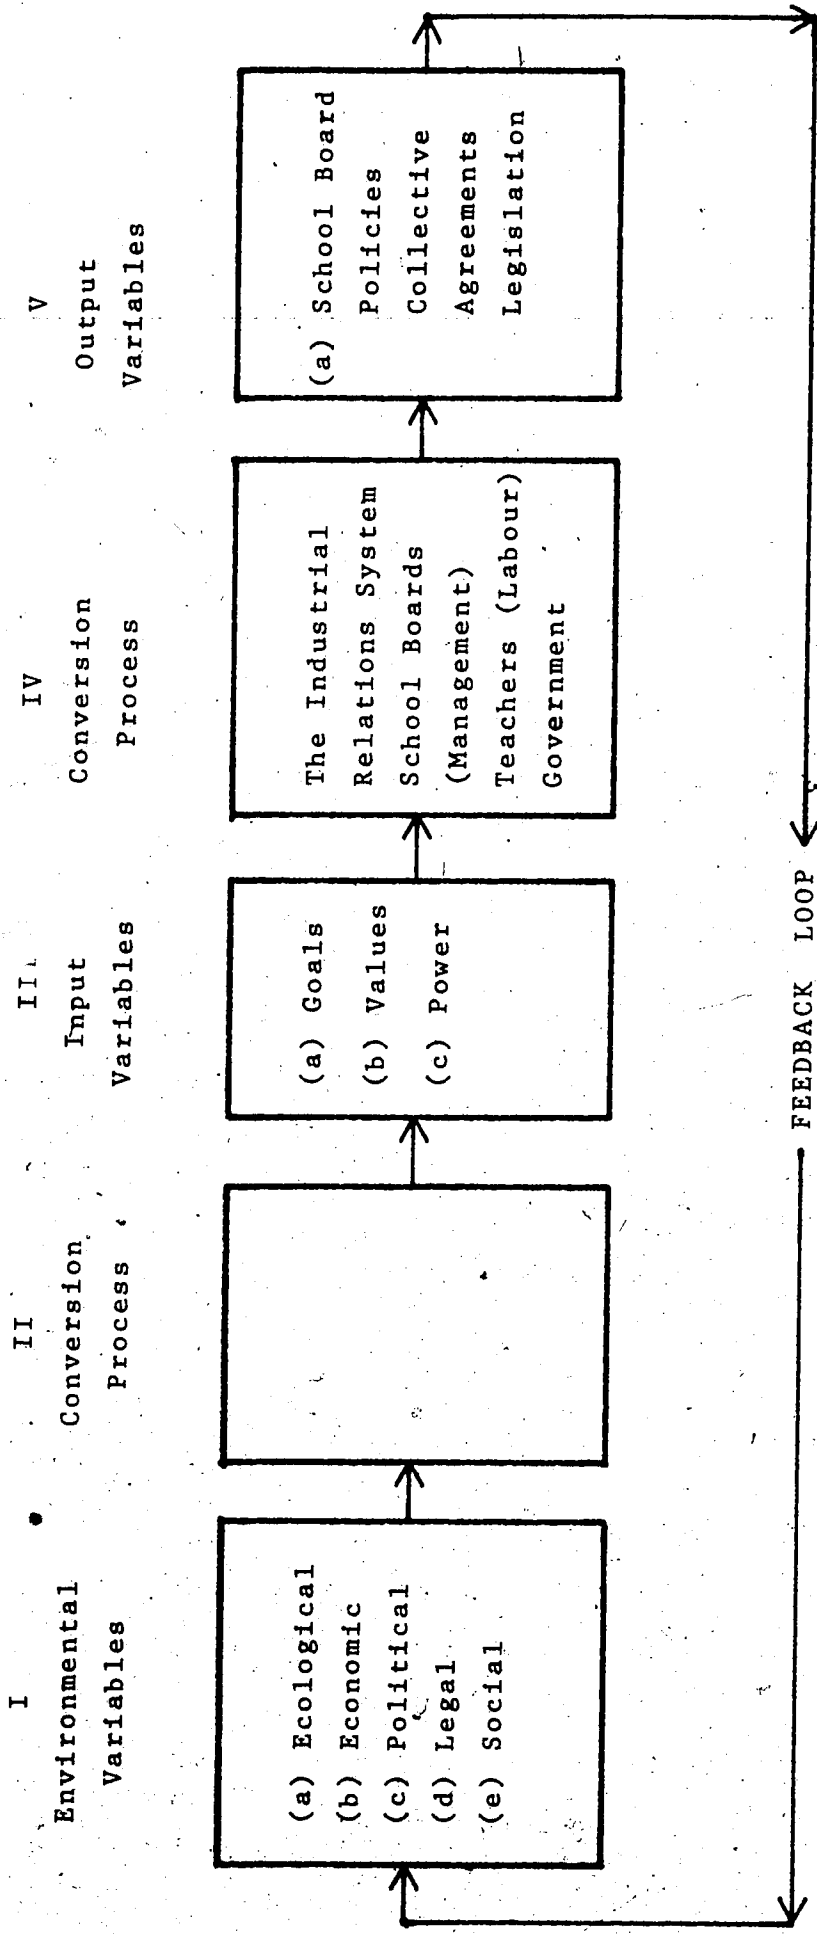 I
Environmental
Variables
(a) Ecological
(b) Economic
(c) Political
(d) Legal
(e) Social
II
Conversion
Process
III
Input
Variables
(a) Goals
(b) Values
(c) Power
IV
Conversion
Process
The Industrial
Relations System
School Boards
(Management)
Teachers (Labour)
Government
V
Output
Variables
(a) School Board
Policies
Collective
Agreements
Legislation
FEEDBACK LOOP